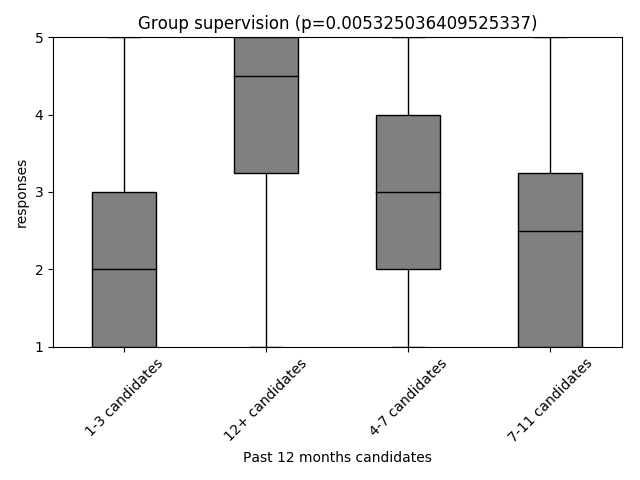 Group supervision (p=0.005325036409525337)
responses
5
4
3
2
1
1-3 candidates
12+ candidates
4-7 candidates
7-11 candidates
Past 12 months candidates